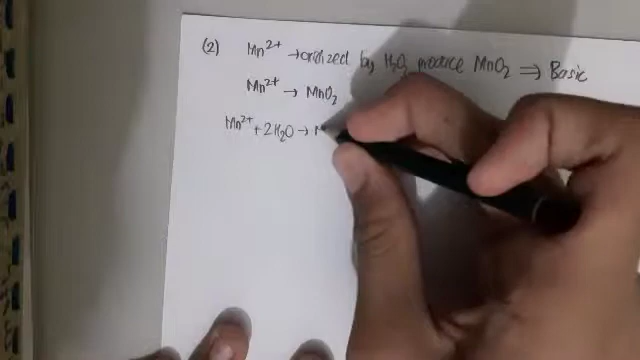 (2) Mn²⁺ → oxidized by H₂O₂ produce MnO₂ ⇒ Basic
Mn²⁺ → MnO₂
Mn²⁺ + 2H₂O →